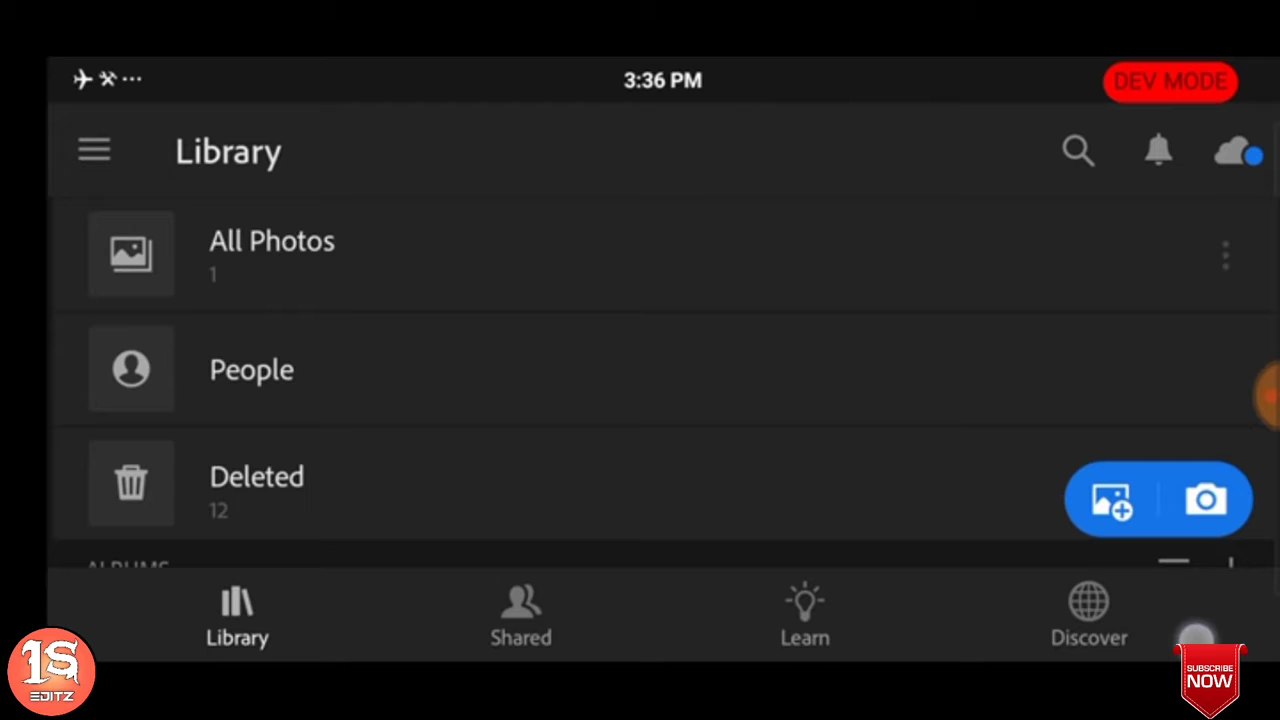 3:36 PM
DEV MODE
Library
All Photos
1
People
Deleted
12
ALBUMS
Library
Shared
Learn
Discover
1S
EDITZ
SUBSCRIBE
NOW